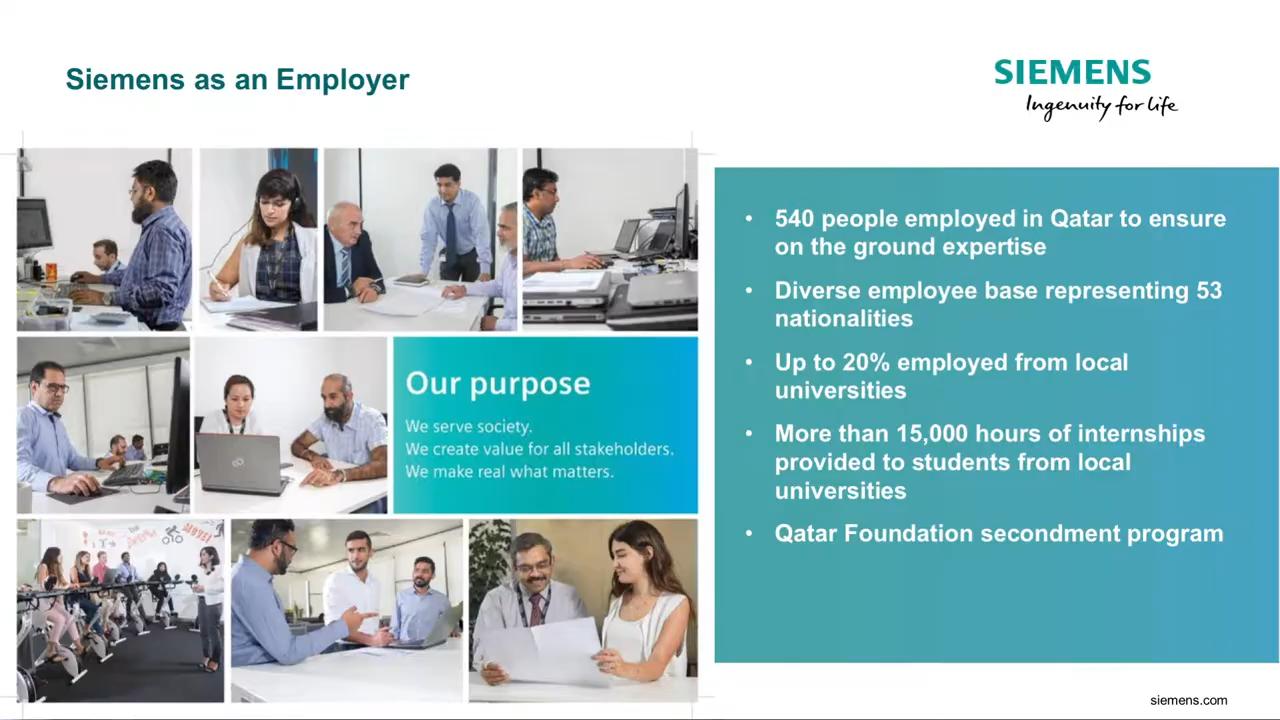 Siemens as an Employer
SIEMENS
Ingenuity for life
Our purpose
We serve society.
We create value for all stakeholders.
We make real what matters.
• 540 people employed in Qatar to ensure
on the ground expertise
• Diverse employee base representing 53
nationalities
• Up to 20% employed from local
universities
• More than 15,000 hours of internships
provided to students from local
universities
• Qatar Foundation secondment program
siemens.com